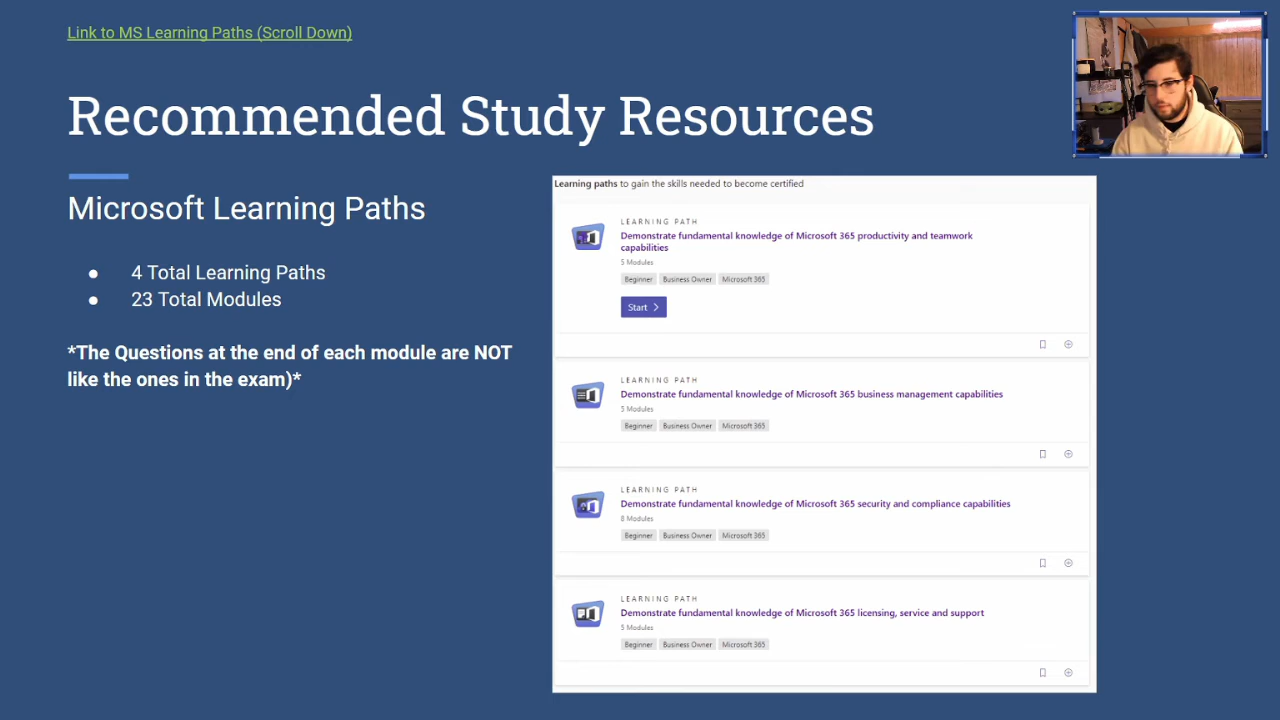 Link to MS Learning Paths (Scroll Down)
Recommended Study Resources
Microsoft Learning Paths
● 4 Total Learning Paths
● 23 Total Modules
*The Questions at the end of each module are NOT
like the ones in the exam)*
Learning paths to gain the skills needed to become certified
LEARNING PATH
Demonstrate fundamental knowledge of Microsoft 365 productivity and teamwork
capabilities
5 Modules
Beginner Business Owner Microsoft 365
Start >
LEARNING PATH
Demonstrate fundamental knowledge of Microsoft 365 business management capabilities
5 Modules
Beginner Business Owner Microsoft 365
LEARNING PATH
Demonstrate fundamental knowledge of Microsoft 365 security and compliance capabilities
8 Modules
Beginner Business Owner Microsoft 365
LEARNING PATH
Demonstrate fundamental knowledge of Microsoft 365 licensing, service and support
5 Modules
Beginner Business Owner Microsoft 365